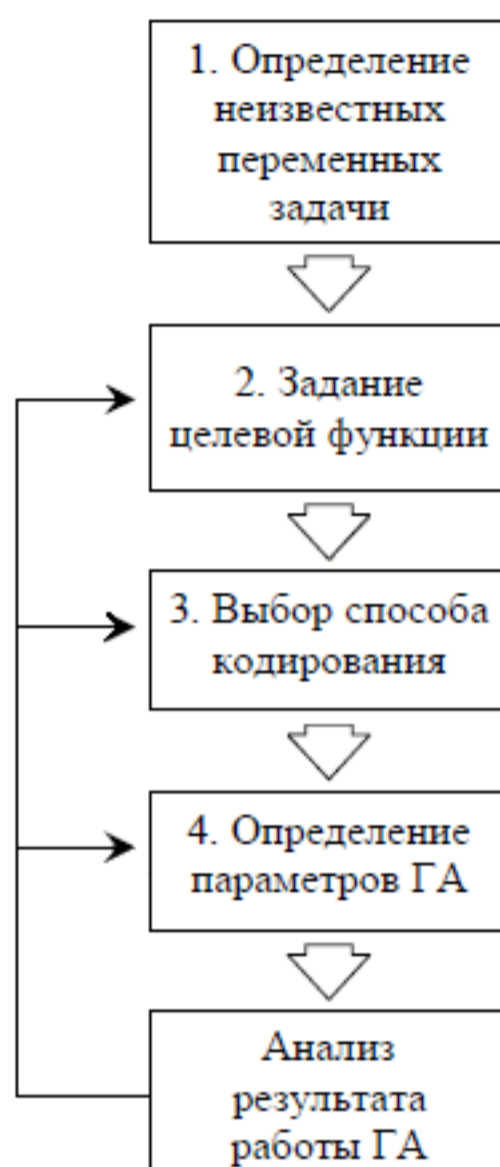 1. Определение
неизвестных
переменных
задачи
2. Задание
целевой функции
3. Выбор способа
кодирования
4. Определение
параметров ГА
Анализ
результата
работы ГА